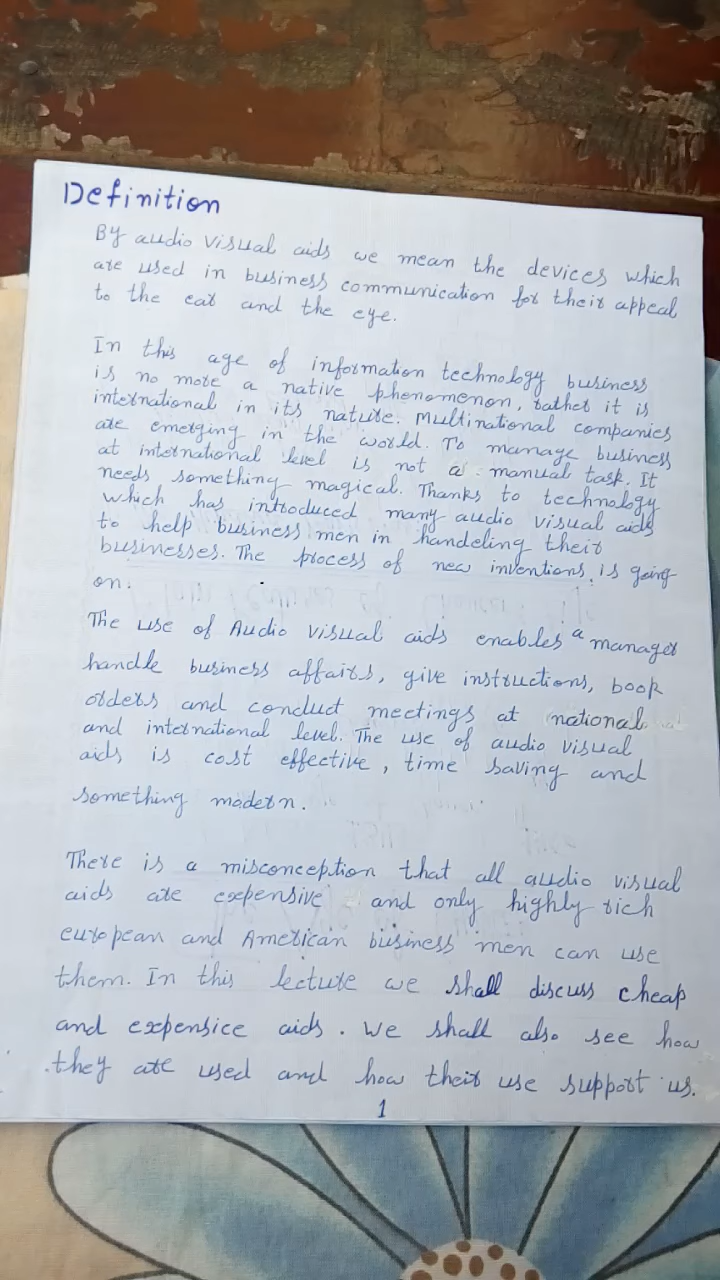 Definition
By audio visual aids we mean the devices which
are used in business communication for their appeal
to the ear and the eye.
In this age of information technology business
is no more a native phenomenon, rather it is
international in its nature. Multinational companies
are emerging in the world. To manage business
at international level is not a manual task. It
needs something magical. Thanks to technology
which has introduced many audio visual aids
to help business men in handeling their
businesses. The process of new inventions is going
on.
The use of Audio visual aids enables a manager
handle business affairs, give instructions, book
orders and conduct meetings at national
and international level. The use of audio visual
aids is cost effective, time saving and
something modern.
There is a misconception that all audio visual
aids are expensive and only highly rich
european and American business men can use
them. In this lecture we shall discuss cheap
and expensice aids. We shall also see how
they are used and how their use support us.
1